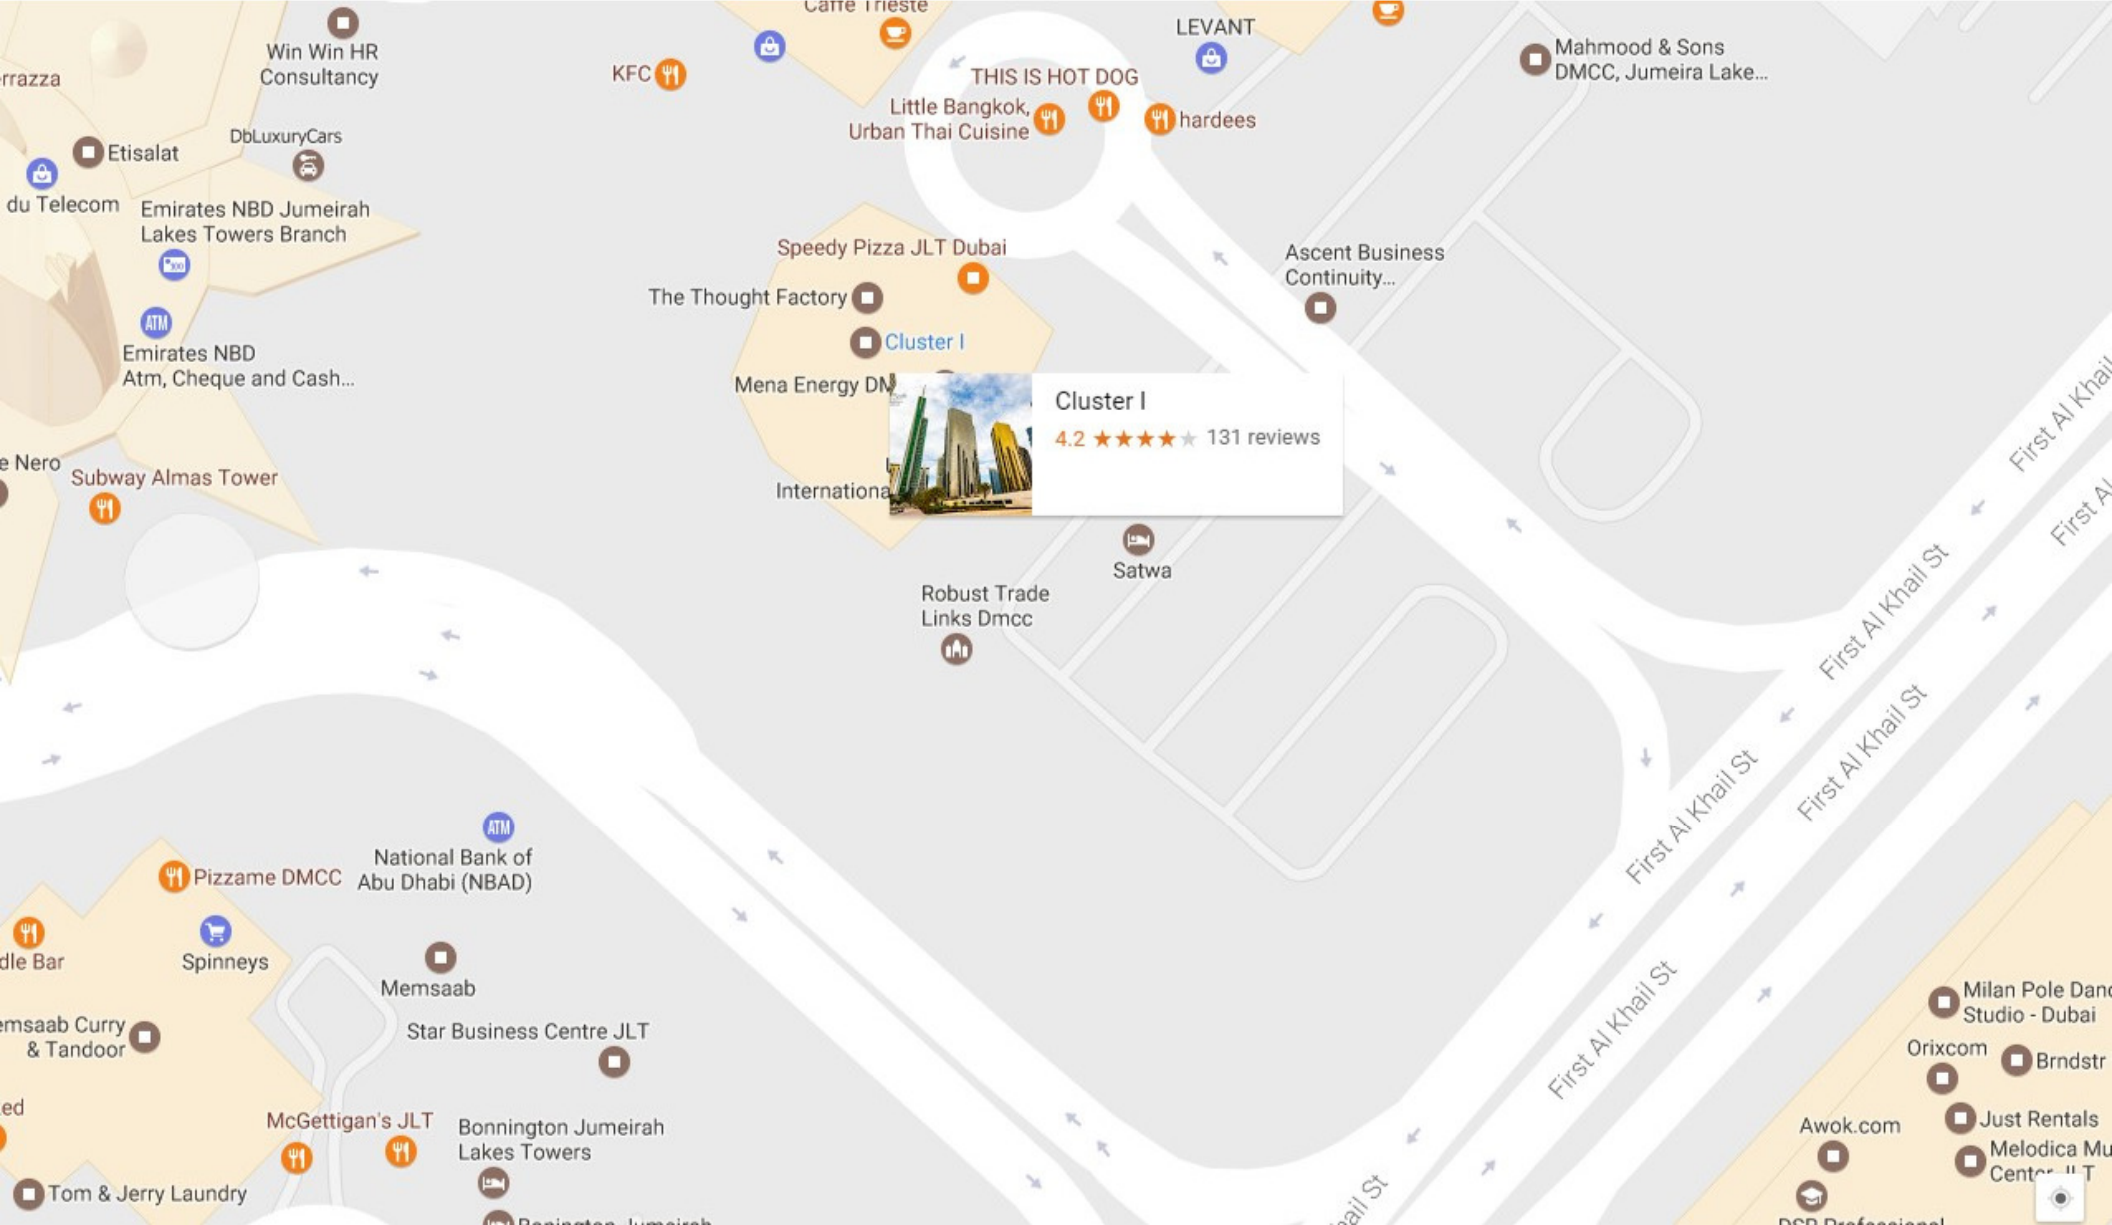 Caffe Trieste
LEVANT
Win Win HR
Consultancy
Mahmood & Sons
DMCC, Jumeira Lake...
KFC
THIS IS HOT DOG
errazza
Little Bangkok,
Urban Thai Cuisine
hardees
DbLuxuryCars
Etisalat
du Telecom
Emirates NBD Jumeirah
Lakes Towers Branch
Speedy Pizza JLT Dubai
Ascent Business
Continuity...
The Thought Factory
ATM
Cluster I
Emirates NBD
Atm, Cheque and Cash...
Mena Energy DM
Cluster I
4.2 131 reviews
First Al Khail
e Nero
Subway Almas Tower
Internationa
First Al
Satwa
Robust Trade
Links Dmcc
First Al Khail St
First Al Khail St
First Al Khail St
ATM
National Bank of
Abu Dhabi (NBAD)
Pizzame DMCC
dle Bar
Spinneys
Memsaab
First Al Khail St
emsaab Curry
& Tandoor
Star Business Centre JLT
Milan Pole Danc
Studio - Dubai
Orixcom
Brndstr
ed
McGettigan's JLT
Bonnington Jumeirah
Lakes Towers
Awok.com
Just Rentals
Melodica Mu
Center JLT
Tom & Jerry Laundry
ail St